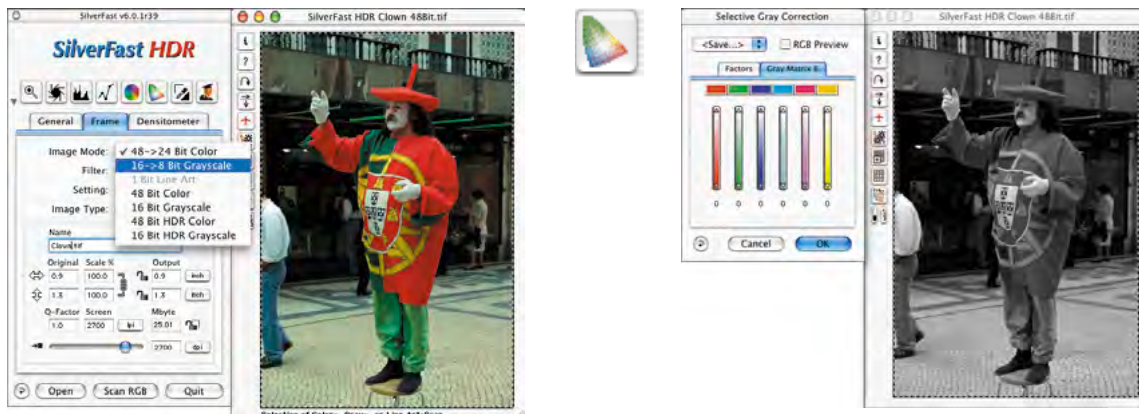 SilverFast v6.0.1r39
SilverFast HDR
General Frame Densitometer
Image Mode: ✓ 48->24 Bit Color
16->8 Bit Grayscale
Filter: 1 Bit Line Art
Setting: 48 Bit Color
16 Bit Grayscale
Image Type: 48 Bit HDR Color
16 Bit HDR Grayscale
Name
Clown.tif
Original Scale % Output
0.9 100.0 0.9 inch
1.3 100.0 1.3 inch
Q-Factor Screen Mbyte
1.0 2700 lpi 25.01
2700 dpi
Open Scan RGB Quit
SilverFast HDR Clown 48Bit.tif
i
?
Selective Gray Correction
<Save...> RGB Preview
Factors Gray Matrix 6
0 0 0 0 0 0
Cancel OK
SilverFast HDR Clown 48Bit.tif
i
?